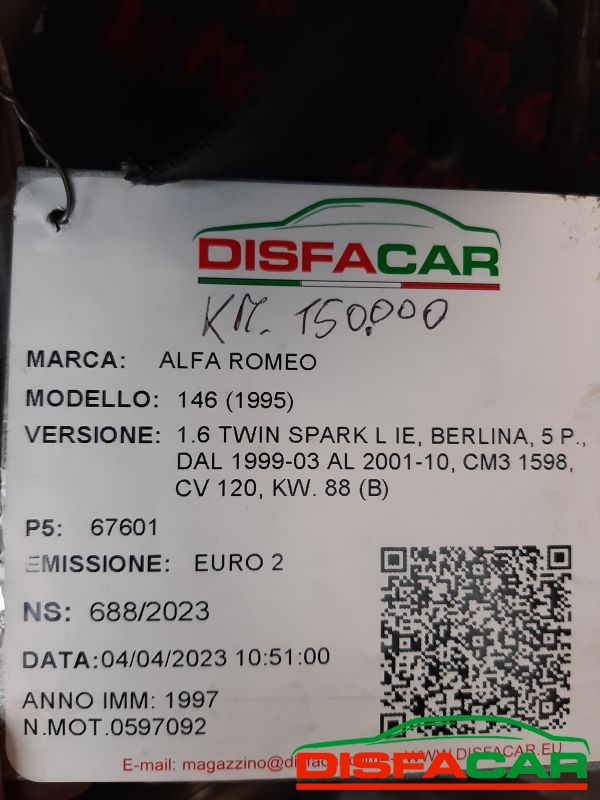 DISFACAR
KM. 150.000
MARCA: ALFA ROMEO
MODELLO: 146 (1995)
VERSIONE: 1.6 TWIN SPARK L IE, BERLINA, 5 P.,
DAL 1999-03 AL 2001-10, CM3 1598,
CV 120, KW. 88 (B)
P5: 67601
EMISSIONE: EURO 2
NS: 688/2023
DATA:04/04/2023 10:51:00
ANNO IMM: 1997
N.MOT.0597092
WWW.DISFACAR.EU
E-mail: magazzino@disfac
DISFACAR